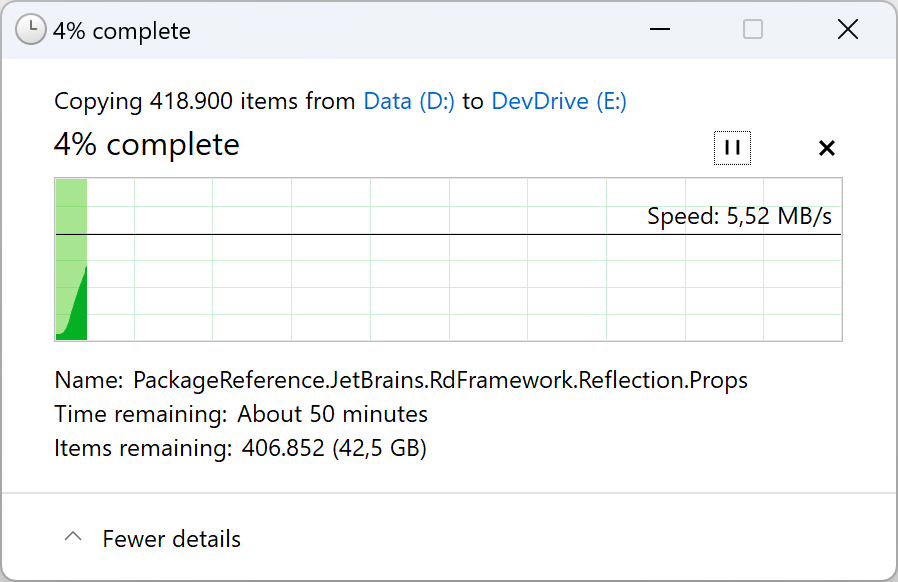 4% complete
Copying 418.900 items from Data (D:) to DevDrive (E:)
4% complete
Speed: 5,52 MB/s
Name: PackageReference.JetBrains.RdFramework.Reflection.Props
Time remaining: About 50 minutes
Items remaining: 406.852 (42,5 GB)
Fewer details